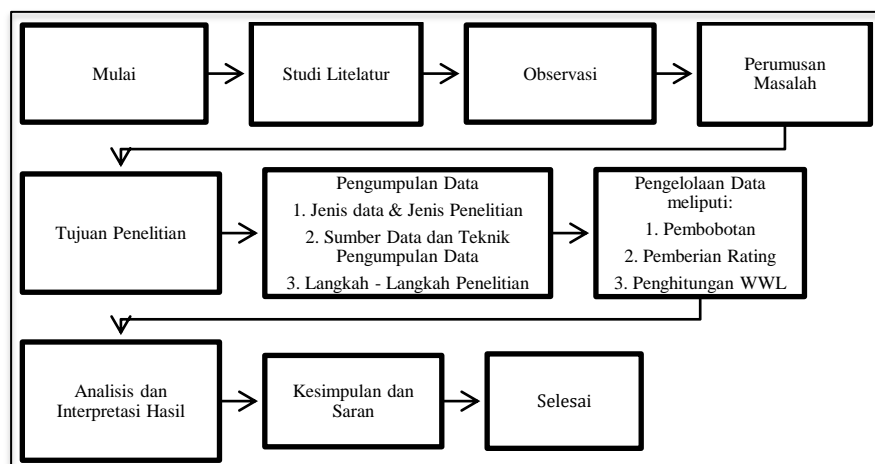 Mulai
Studi Litelatur
Observasi
Perumusan
Masalah
Tujuan Penelitian
Pengumpulan Data
1. Jenis data & Jenis Penelitian
2. Sumber Data dan Teknik
Pengumpulan Data
3. Langkah - Langkah Penelitian
Pengelolaan Data
meliputi:
1. Pembobotan
2. Pemberian Rating
3. Penghitungan WWL
Analisis dan
Interpretasi Hasil
Kesimpulan dan
Saran
Selesai